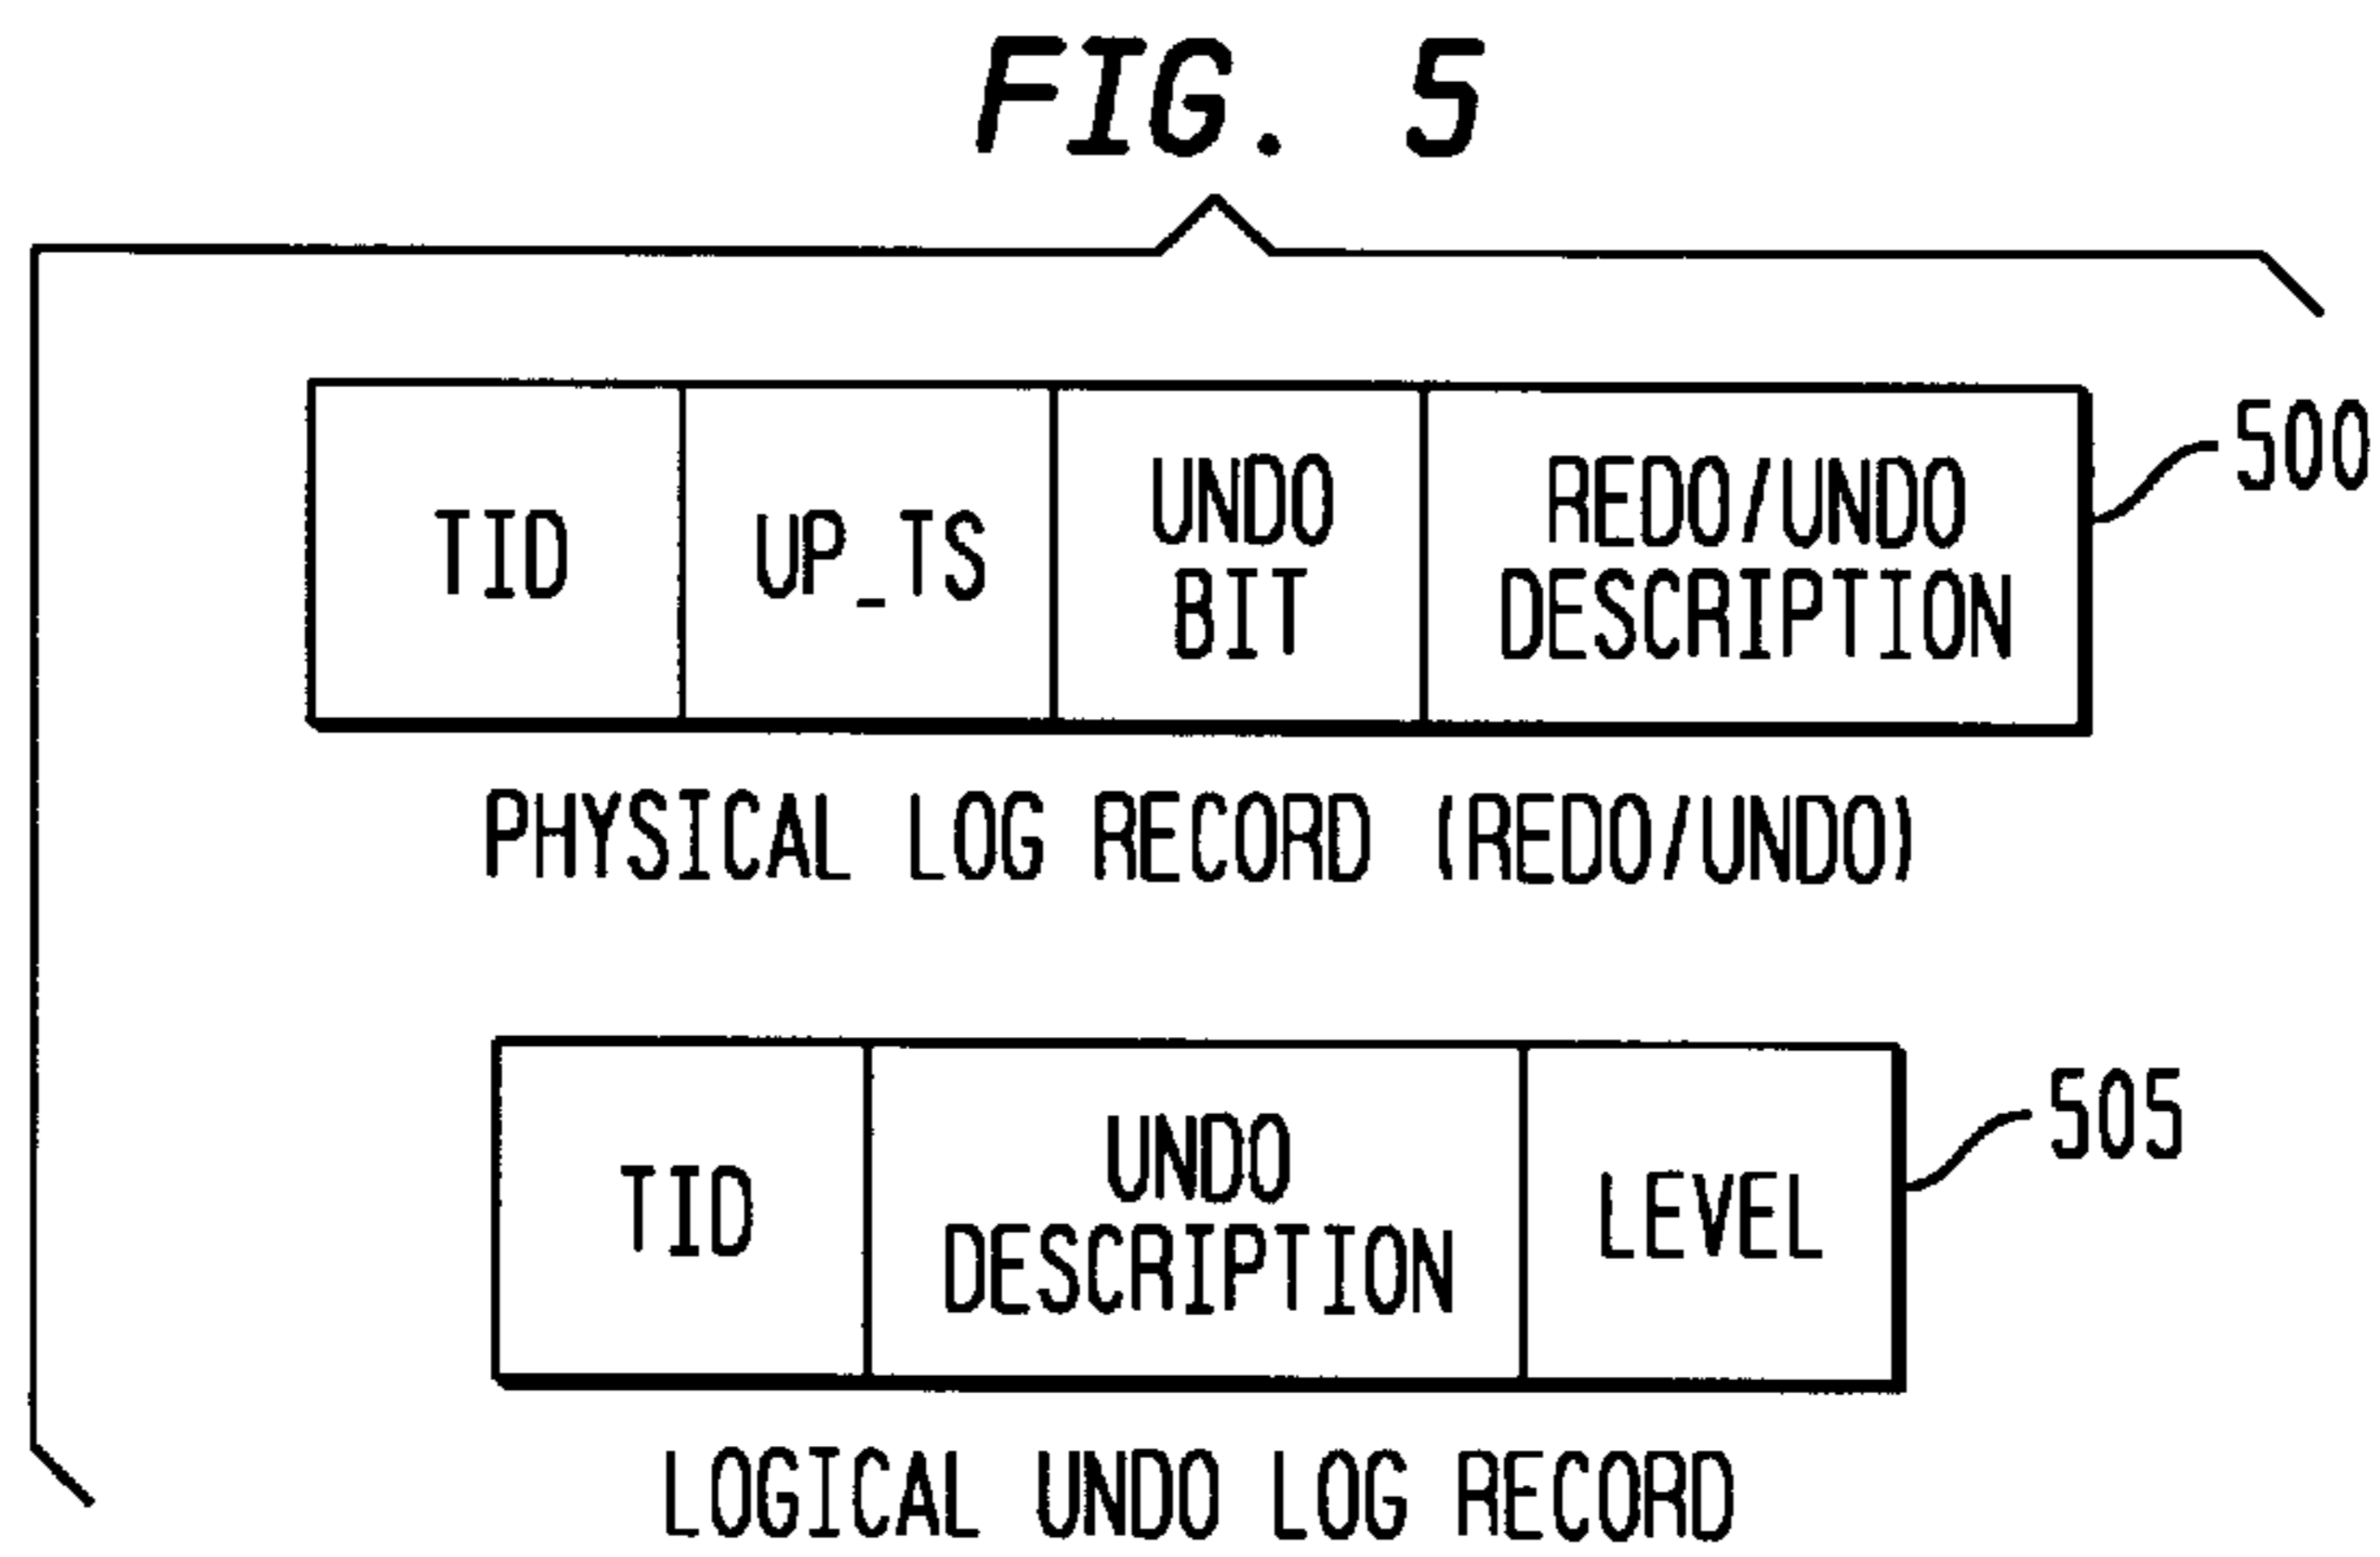 FIG. 5
TID
UP_TS
UNDO
BIT
REDO/UNDO
DESCRIPTION
500
PHYSICAL LOG RECORD (REDO/UNDO)
TID
UNDO
DESCRIPTION
LEVEL
505
LOGICAL UNDO LOG RECORD